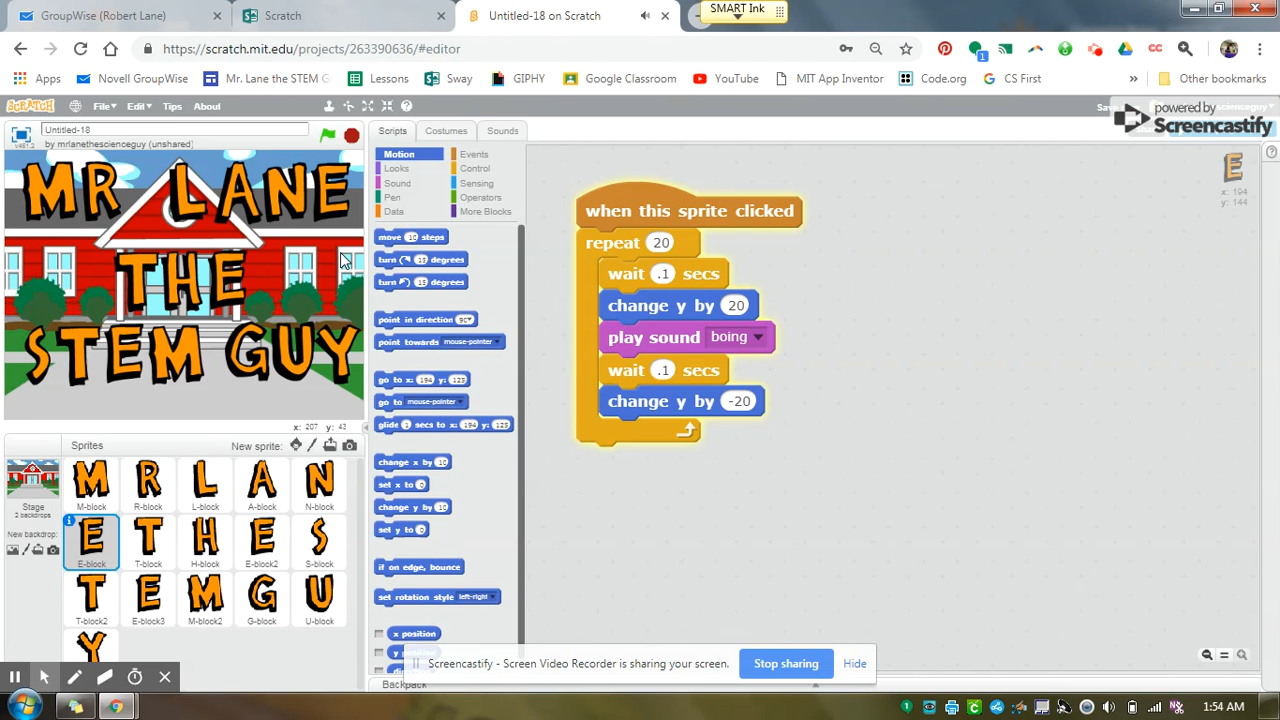 GroupWise (Robert Lane)
Scratch
Untitled-18 on Scratch
SMART Ink
https://scratch.mit.edu/projects/263390636/#editor
1
Apps
Novell GroupWise
Mr. Lane the STEM G
Lessons
Sway
GIPHY
Google Classroom
YouTube
MIT App Inventor
Code.org
CS First
Other bookmarks
SCRATCH
File
Edit
Tips
About
powered by
Screencastify
Untitled-18
by mrlanethescienceguy (unshared)
v461.2
Scripts
Costumes
Sounds
MR LANE
THE
STEM GUY
Motion
Events
Looks
Control
Sound
Sensing
Pen
Operators
Data
More Blocks
move 10 steps
turn 15 degrees
turn 15 degrees
point in direction 90
point towards mouse-pointer
go to x: 194 y: 125
go to mouse-pointer
glide 1 secs to x: 194 y: 125
change x by 10
set x to 0
change y by 10
set y to 0
if on edge, bounce
set rotation style left-right
x position
when this sprite clicked
repeat 20
wait .1 secs
change y by 20
play sound boing
wait .1 secs
change y by -20
E
x: 194
y: 144
x: 207 y: 43
Sprites
New sprite:
Stage
2 backdrops
New backdrop:
M R L A N
M-block
R-block
L-block
A-block
N-block
E T H E S
E-block
T-block
H-block
E-block2
S-block
T E M G U
T-block2
E-block3
M-block2
G-block
U-block
Y
Screencastify - Screen Video Recorder is sharing your screen.
Stop sharing
Hide
Backpack
1:54 AM